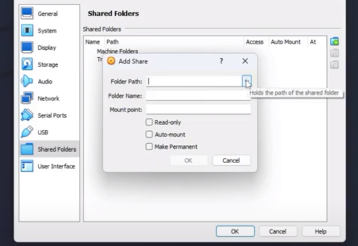 General
System
Display
Storage
Audio
Network
Serial Ports
USB
Shared Folders
User Interface
Shared Folders
Shared Folders
Name Path Access Auto Mount At
Machine Folders
Tr
Add Share ? ×
Folder Path:
Holds the path of the shared folder
Folder Name:
Mount point:
Read-only
Auto-mount
Make Permanent
OK Cancel
OK Cancel Help